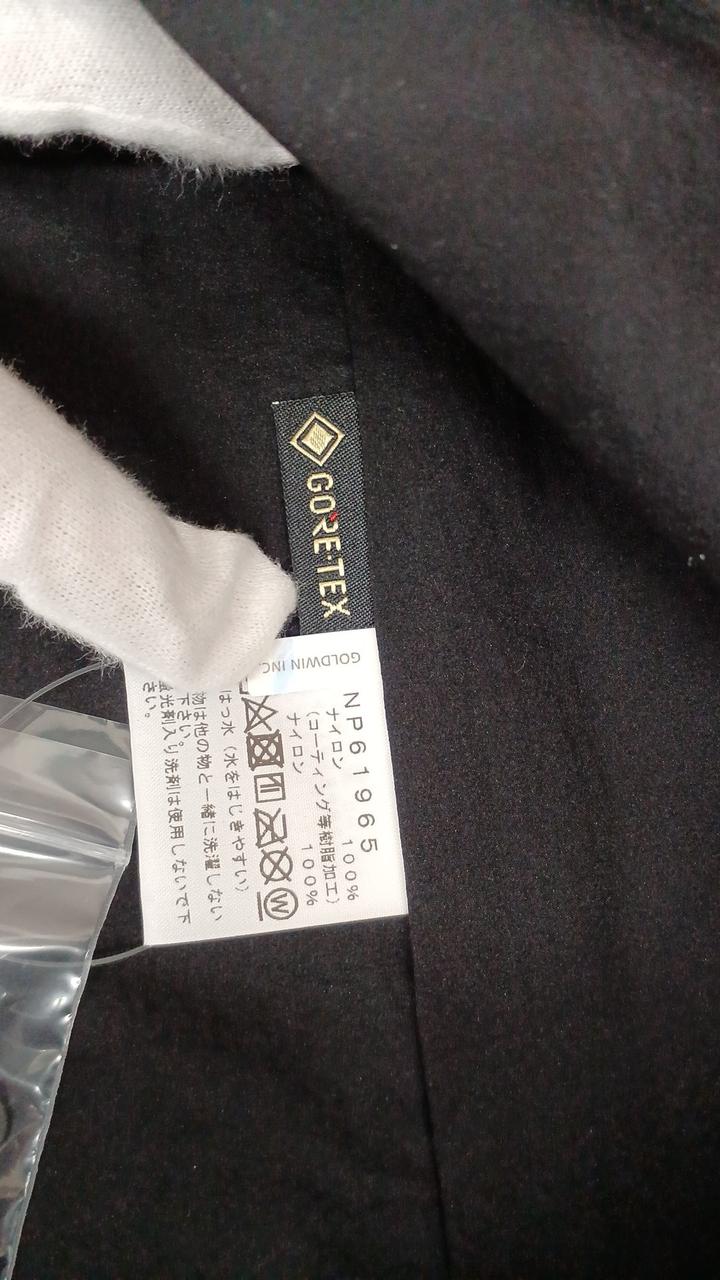 GORE-TEX
GOLDWIN INC.
NP61965
ナイロン 100%
(コーティング等樹脂加工)
ナイロン 100%
W
はっ水(水をはじきやすい)
物は他の物と一緒に洗濯しない
下さい。
光剤入り洗剤は使用しないで下
さい。